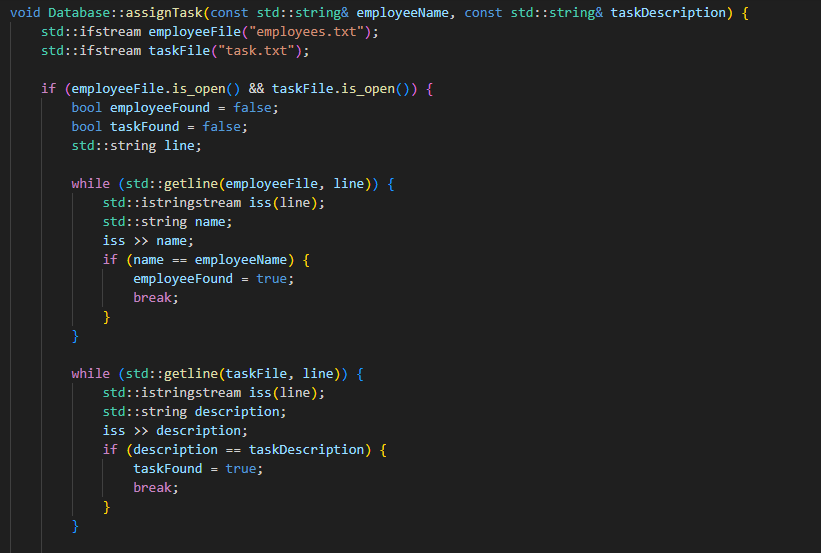 void Database::assignTask(const std::string& employeeName, const std::string& taskDescription) {
    std::ifstream employeeFile("employees.txt");
    std::ifstream taskFile("task.txt");

    if (employeeFile.is_open() && taskFile.is_open()) {
        bool employeeFound = false;
        bool taskFound = false;
        std::string line;

        while (std::getline(employeeFile, line)) {
            std::istringstream iss(line);
            std::string name;
            iss >> name;
            if (name == employeeName) {
                employeeFound = true;
                break;
            }
        }

        while (std::getline(taskFile, line)) {
            std::istringstream iss(line);
            std::string description;
            iss >> description;
            if (description == taskDescription) {
                taskFound = true;
                break;
            }
        }